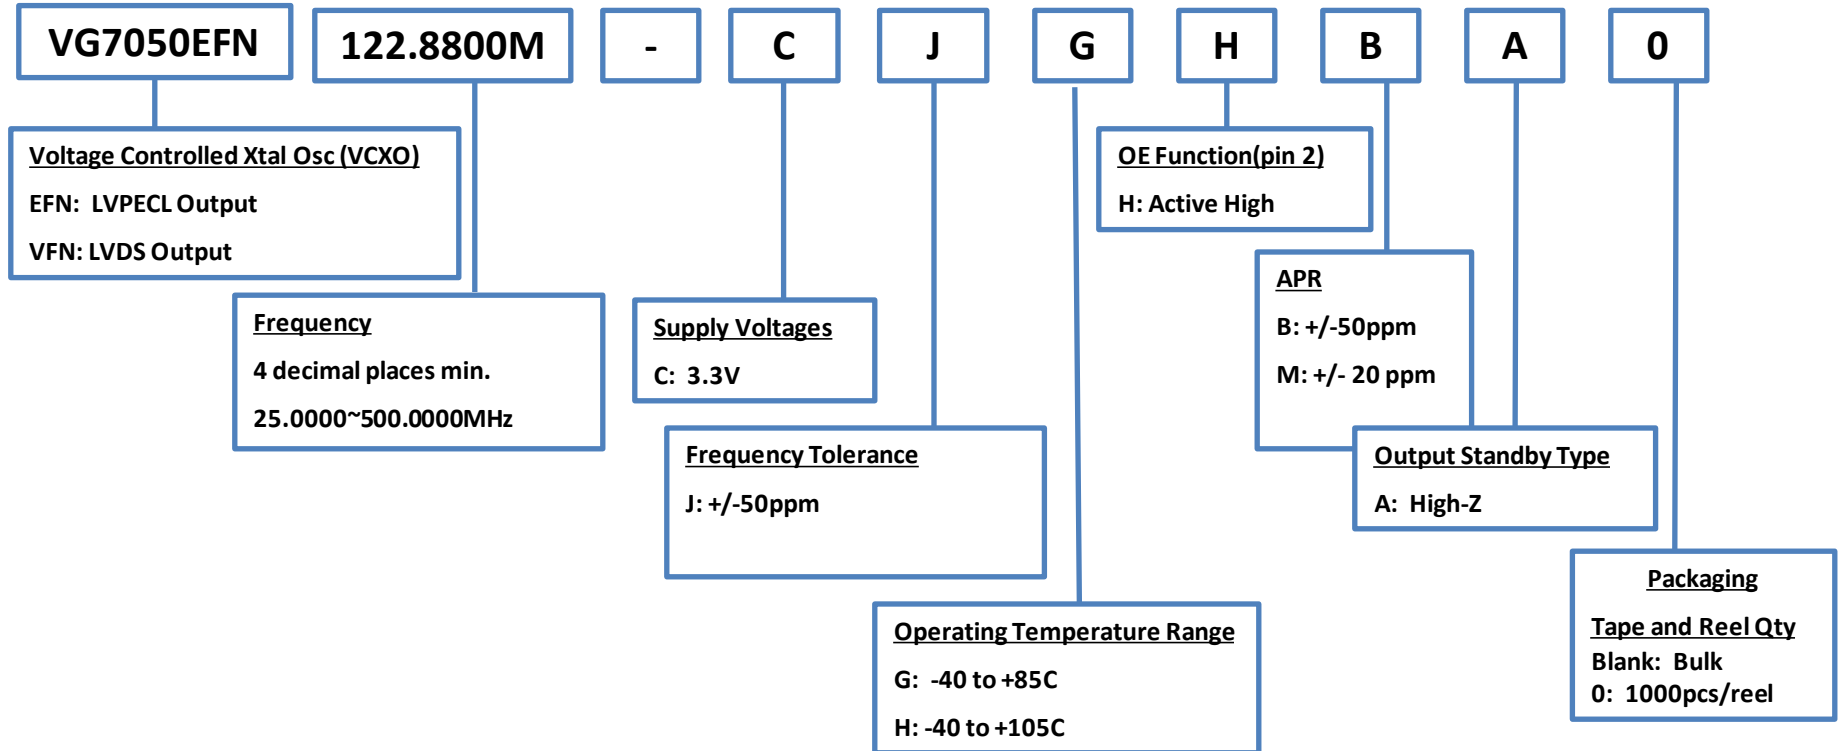 VG7050EFN 122.8800M - C J G H B A 0
Voltage Controlled Xtal Osc (VCXO)
EFN: LVPECL Output
VFN: LVDS Output
OE Function(pin 2)
H: Active High
Frequency
4 decimal places min.
25.0000~500.0000MHz
Supply Voltages
C: 3.3V
APR
B: +/-50ppm
M: +/- 20 ppm
Frequency Tolerance
J: +/-50ppm
Output Standby Type
A: High-Z
Operating Temperature Range
G: -40 to +85C
H: -40 to +105C
Packaging
Tape and Reel Qty
Blank: Bulk
0: 1000pcs/reel